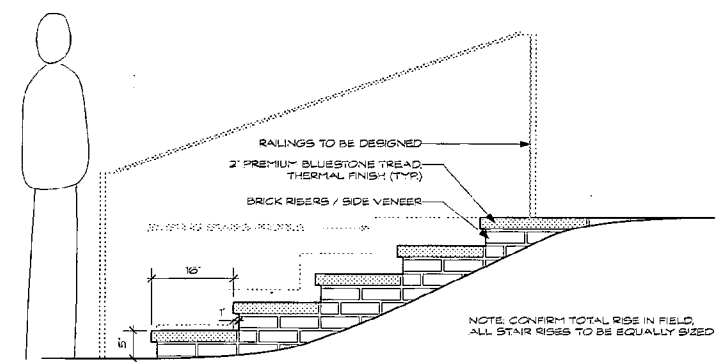 RAILINGS TO BE DESIGNED
2" PREMIUM BLUESTONE TREAD,
THERMAL FINISH (TYP.)
BRICK RISERS / SIDE VENEER
16"
1"
NOTE: CONFIRM TOTAL RISE IN FIELD,
ALL STAIR RISES TO BE EQUALLY SIZED